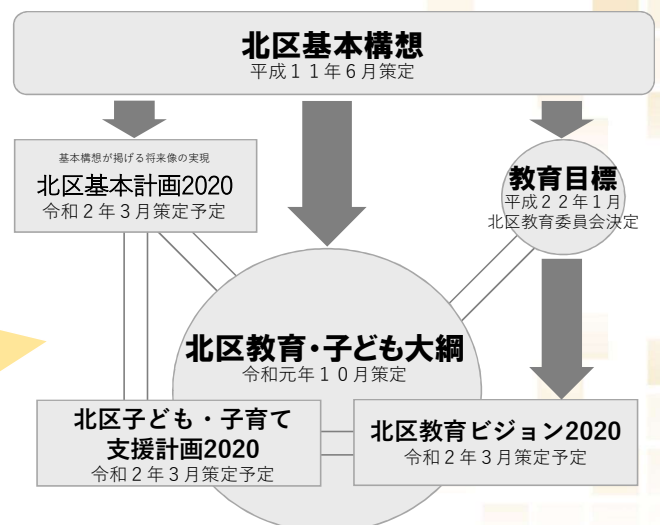 北区基本構想
平成11年6月策定
基本構想が掲げる将来像の実現
北区基本計画2020
令和2年3月策定予定
教育目標
平成22年1月
北区教育委員会決定
北区教育・子ども大綱
令和元年10月策定
北区子ども・子育て
支援計画2020
令和2年3月策定予定
北区教育ビジョン2020
令和2年3月策定予定